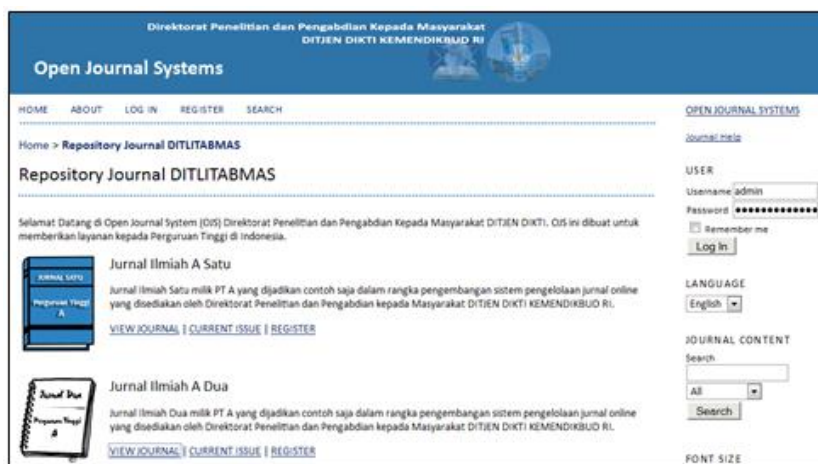 Direktorat Penelitian dan Pengabdian Kepada Masyarakat
DITJEN DIKTI KEMENDIKBUD RI
Open Journal Systems
HOME ABOUT LOG IN REGISTER SEARCH
Home > Repository Journal DITLITABMAS
Repository Journal DITLITABMAS
Selamat Datang di Open Journal System (OJS) Direktorat Penelitian dan Pengabdian Kepada Masyarakat DITJEN DIKTI. OJS ini dibuat untuk
memberikan layanan kepada Perguruan Tinggi di Indonesia.
JURNAL SATU
Perguruan Tinggi
A
Jurnal Ilmiah A Satu
Jurnal Ilmiah Satu milik PT A yang dijadikan contoh saja dalam rangka pengembangan sistem pengelolaan jurnal online
yang disediakan oleh Direktorat Penelitian dan Pengabdian kepada Masyarakat DITJEN DIKTI KEMENDIKBUD RI.
VIEW JOURNAL | CURRENT ISSUE | REGISTER
Jurnal Dua
Perguruan Tinggi
A
Jurnal Ilmiah A Dua
Jurnal Ilmiah Dua milik PT A yang dijadikan contoh saja dalam rangka pengembangan sistem pengelolaan jurnal online
yang disediakan oleh Direktorat Penelitian dan Pengabdian kepada Masyarakat DITJEN DIKTI KEMENDIKBUD RI.
VIEW JOURNAL | CURRENT ISSUE | REGISTER
OPEN JOURNAL SYSTEMS
Journal Help
USER
Username admin
Password
Remember me
Log In
LANGUAGE
English
JOURNAL CONTENT
Search
All
Search
FONT SIZE